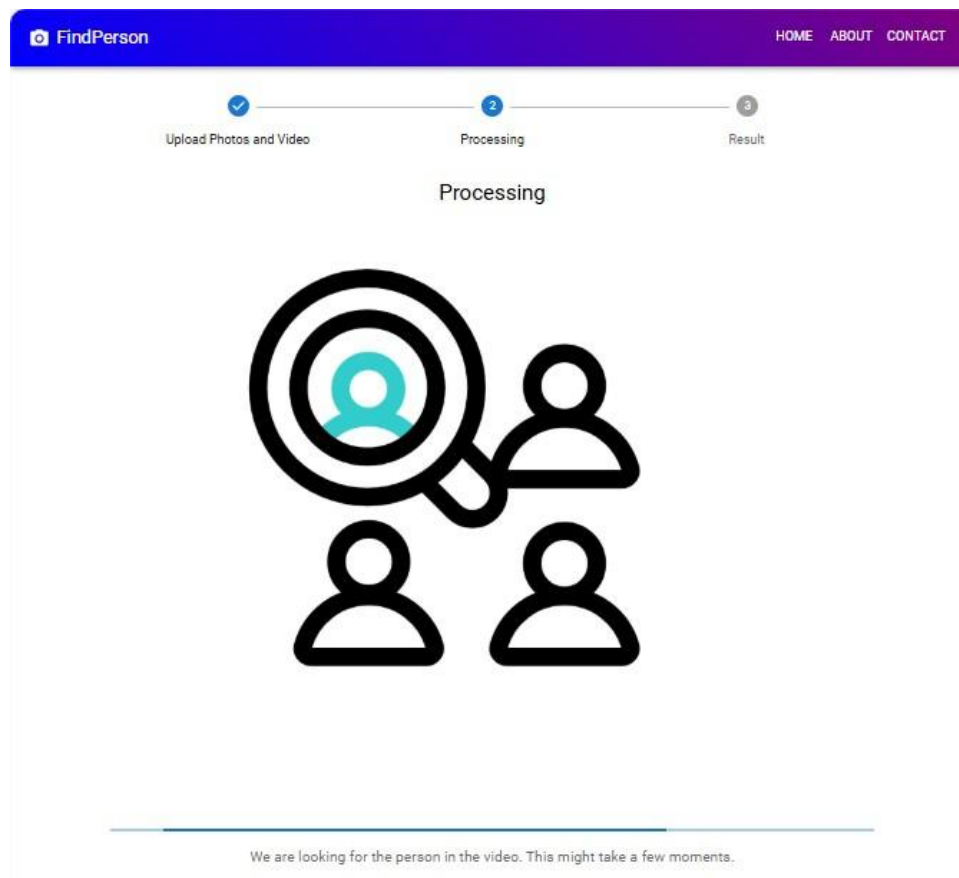 FindPerson HOME ABOUT CONTACT
2 3
Upload Photos and Video Processing Result
Processing
We are looking for the person in the video. This might take a few moments.